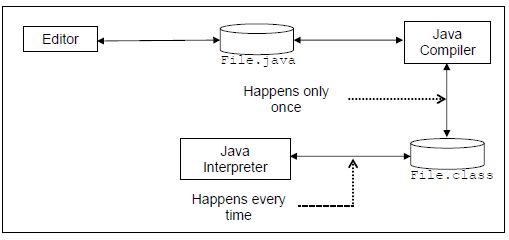 Editor
File.java
Java
Compiler
Happens only
once
Java
Interpreter
File.class
Happens every
time